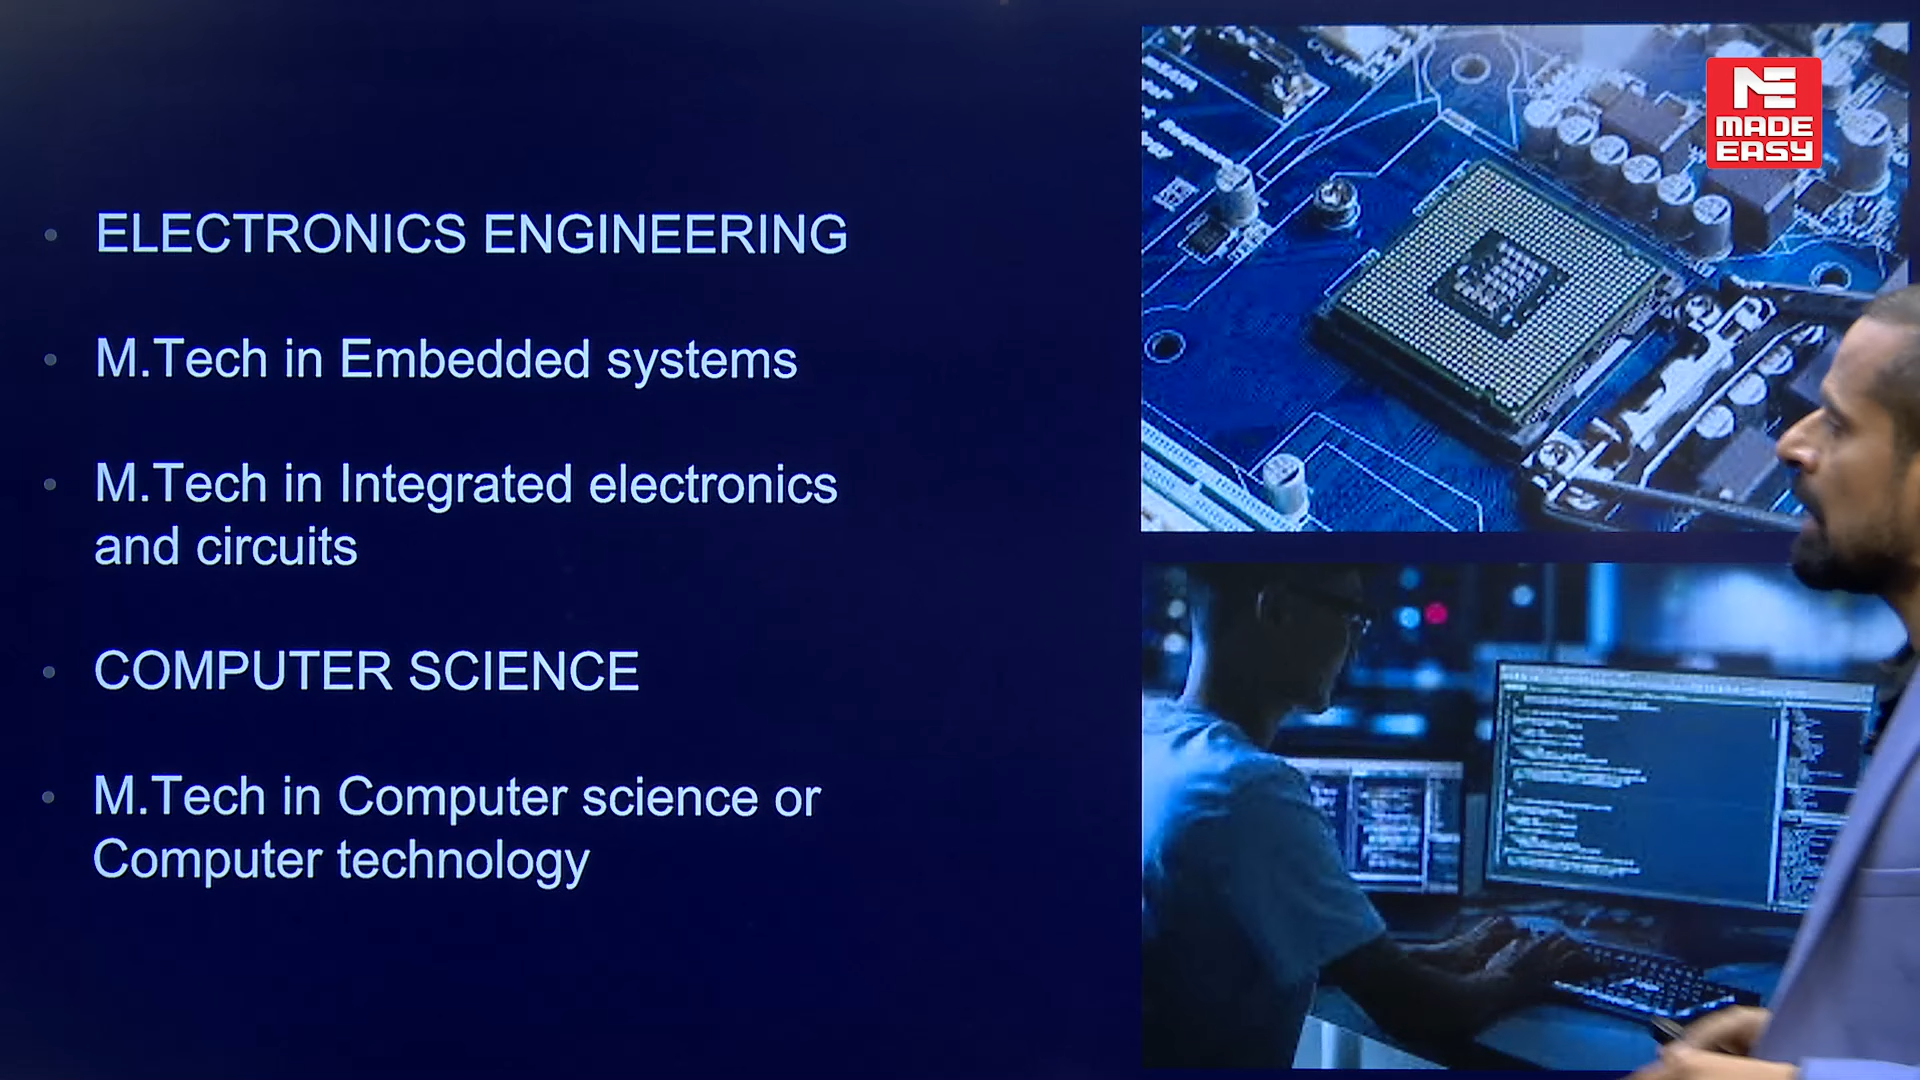 ELECTRONICS ENGINEERING
M.Tech in Embedded systems
M.Tech in Integrated electronics
and circuits
COMPUTER SCIENCE
M.Tech in Computer science or
Computer technology
ME
MADE
EASY